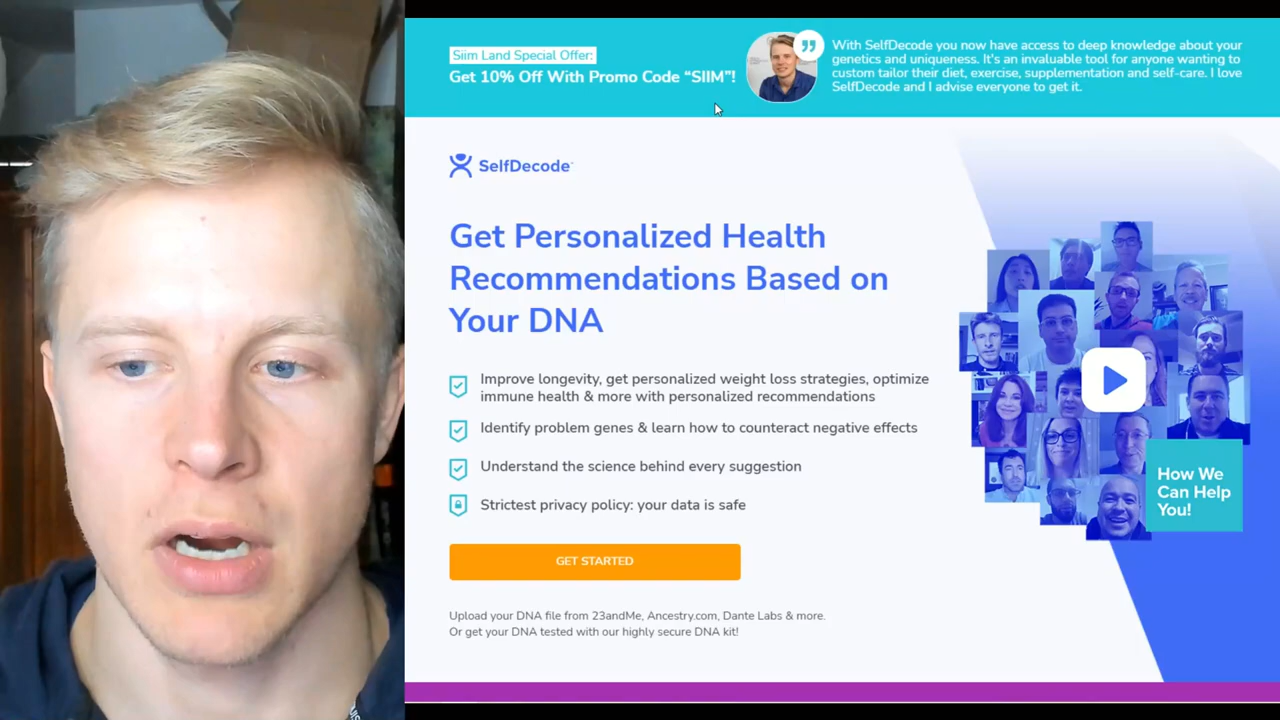 Siim Land Special Offer:
Get 10% Off With Promo Code “SIIM”!
With SelfDecode you now have access to deep knowledge about your
genetics and uniqueness. It's an invaluable tool for anyone wanting to
custom tailor their diet, exercise, supplementation and self-care. I love
SelfDecode and I advise everyone to get it.
SelfDecode
Get Personalized Health
Recommendations Based on
Your DNA
Improve longevity, get personalized weight loss strategies, optimize
immune health & more with personalized recommendations
Identify problem genes & learn how to counteract negative effects
Understand the science behind every suggestion
Strictest privacy policy: your data is safe
GET STARTED
Upload your DNA file from 23andMe, Ancestry.com, Dante Labs & more.
Or get your DNA tested with our highly secure DNA kit!
How We
Can Help
You!